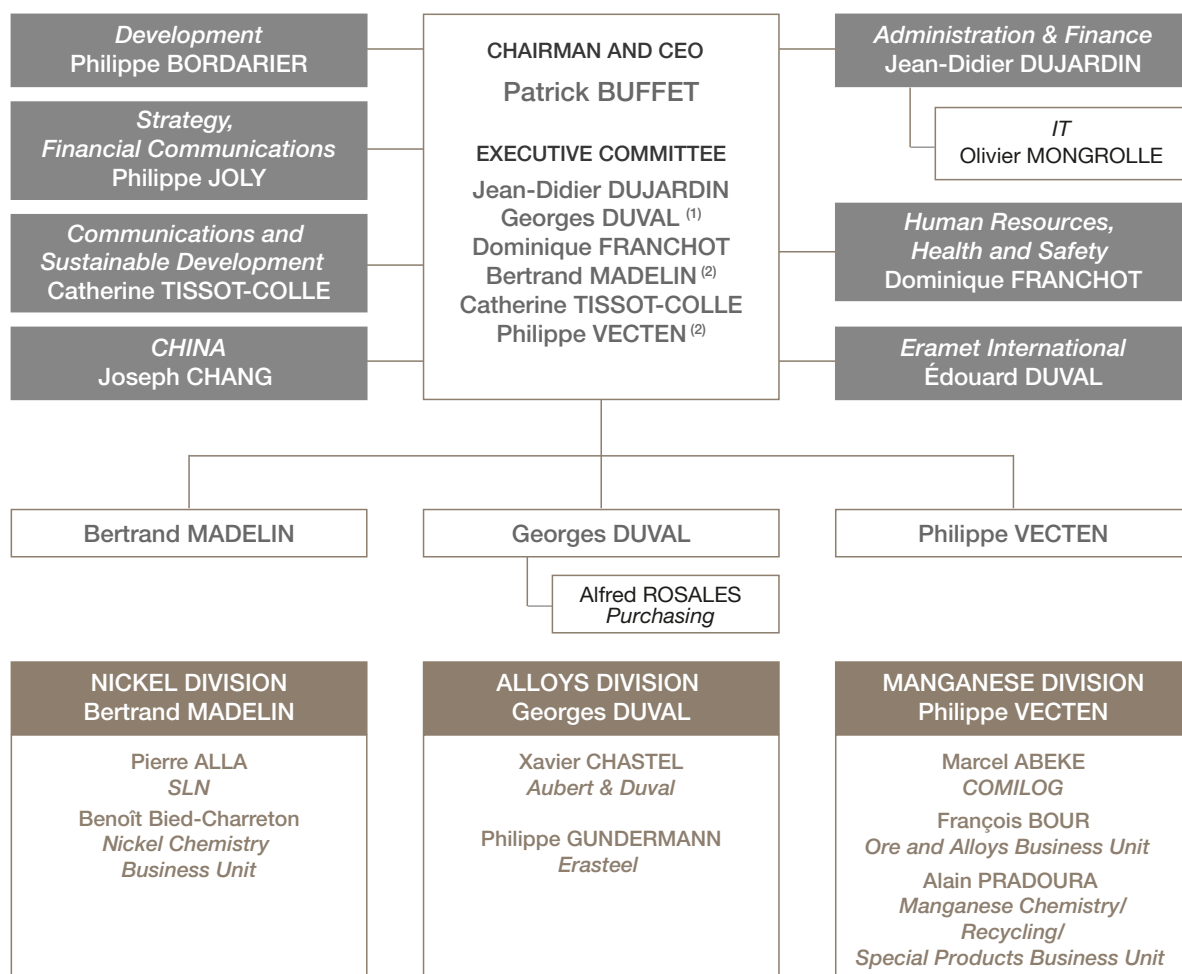 Development
Philippe BORDARIER
Strategy,
Financial Communications
Philippe JOLY
Communications and
Sustainable Development
Catherine TISSOT-COLLE
CHINA
Joseph CHANG
CHAIRMAN AND CEO
Patrick BUFFET
EXECUTIVE COMMITTEE
Jean-Didier DUJARDIN
Georges DUVAL (1)
Dominique FRANCHOT
Bertrand MADELIN (2)
Catherine TISSOT-COLLE
Philippe VECTEN (2)
Administration & Finance
Jean-Didier DUJARDIN
IT
Olivier MONGROLLE
Human Resources,
Health and Safety
Dominique FRANCHOT
Eramet International
Édouard DUVAL
Bertrand MADELIN
Georges DUVAL
Philippe VECTEN
Alfred ROSALES
Purchasing
NICKEL DIVISION
Bertrand MADELIN
Pierre ALLA
SLN
Benoît Bied-Charreton
Nickel Chemistry
Business Unit
ALLOYS DIVISION
Georges DUVAL
Xavier CHASTEL
Aubert & Duval
Philippe GUNDERMANN
Erasteel
MANGANESE DIVISION
Philippe VECTEN
Marcel ABEKE
COMILOG
François BOUR
Ore and Alloys Business Unit
Alain PRADOURA
Manganese Chemistry/
Recycling/
Special Products Business Unit